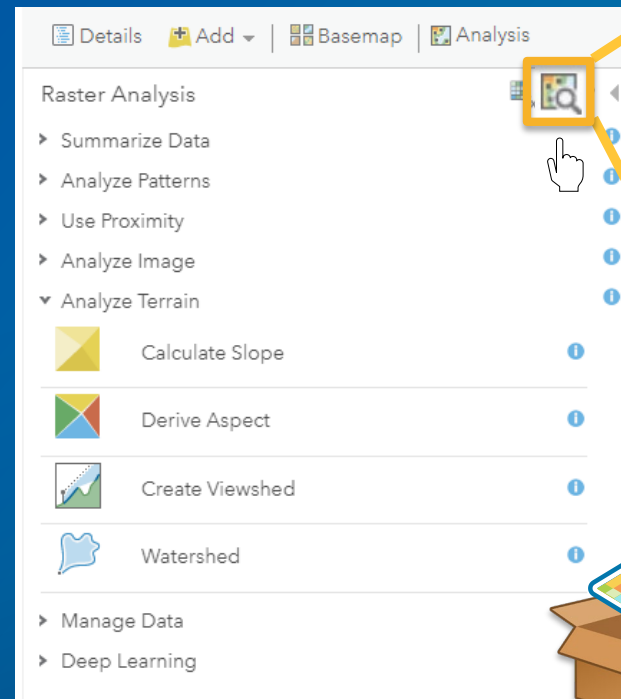 Details Add Basemap Analysis
Raster Analysis
Summarize Data
Analyze Patterns
Use Proximity
Analyze Image
Analyze Terrain
Calculate Slope
Derive Aspect
Create Viewshed
Watershed
Manage Data
Deep Learning